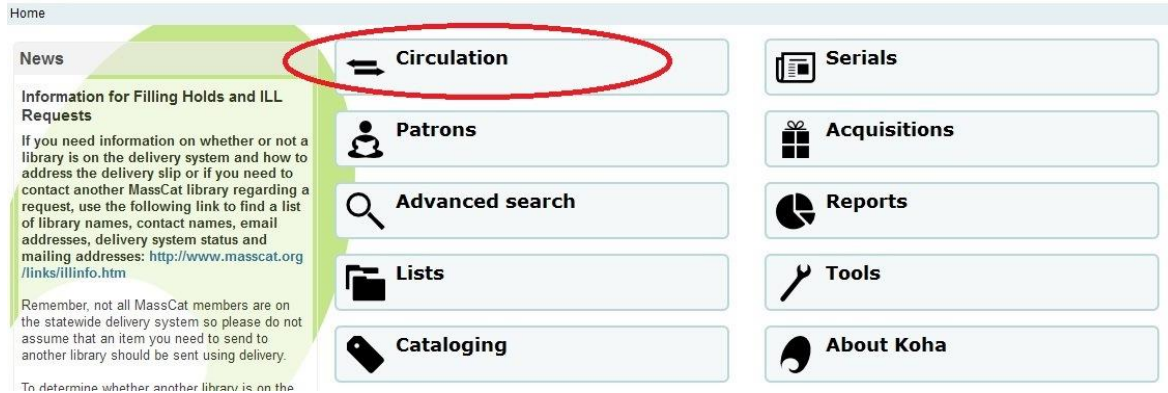 Home
News
Information for Filling Holds and ILL
Requests
If you need information on whether or not a
library is on the delivery system and how to
address the delivery slip or if you need to
contact another MassCat library regarding a
request, use the following link to find a list
of library names, contact names, email
addresses, delivery system status and
mailing addresses: http://www.masscat.org
/links/illinfo.htm
Remember, not all MassCat members are on
the statewide delivery system so please do not
assume that an item you need to send to
another library should be sent using delivery.
To determine whether another library is on the
Circulation
Patrons
Advanced search
Lists
Cataloging
Serials
Acquisitions
Reports
Tools
About Koha